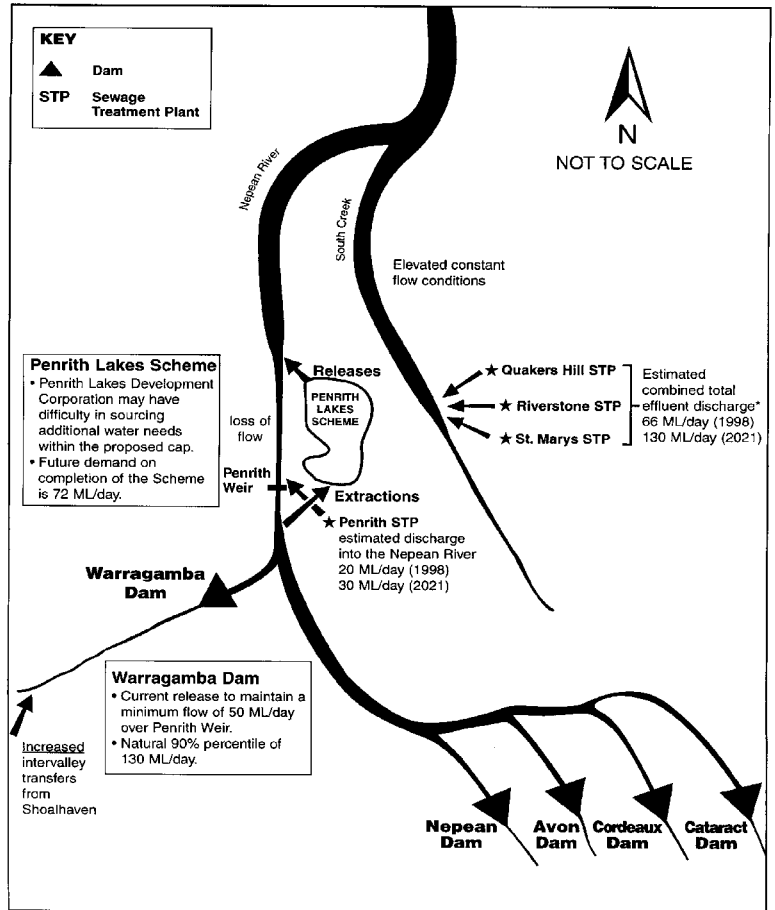 KEY
Dam
STP Sewage
Treatment Plant
N
NOT TO SCALE
Nepean River
South Creek
Elevated constant
flow conditions
Penrith Lakes Scheme
• Penrith Lakes Development
Corporation may have
difficulty in sourcing
additional water needs
within the proposed cap.
• Future demand on
completion of the Scheme
is 72 ML/day.
Releases
PENRITH
LAKES
SCHEME
loss of
flow
Penrith
Weir
Extractions
★ Quakers Hill STP
★ Riverstone STP
★ St. Marys STP
Estimated
combined total
effluent discharge*
66 ML/day (1998)
130 ML/day (2021)
★ Penrith STP
estimated discharge
into the Nepean River
20 ML/day (1998)
30 ML/day (2021)
Warragamba
Dam
Warragamba Dam
• Current release to maintain a
minimum flow of 50 ML/day
over Penrith Weir.
• Natural 90% percentile of
130 ML/day.
Increased
intervalley
transfers
from
Shoalhaven
Nepean
Dam
Avon
Dam
Cordeaux
Dam
Cataract
Dam